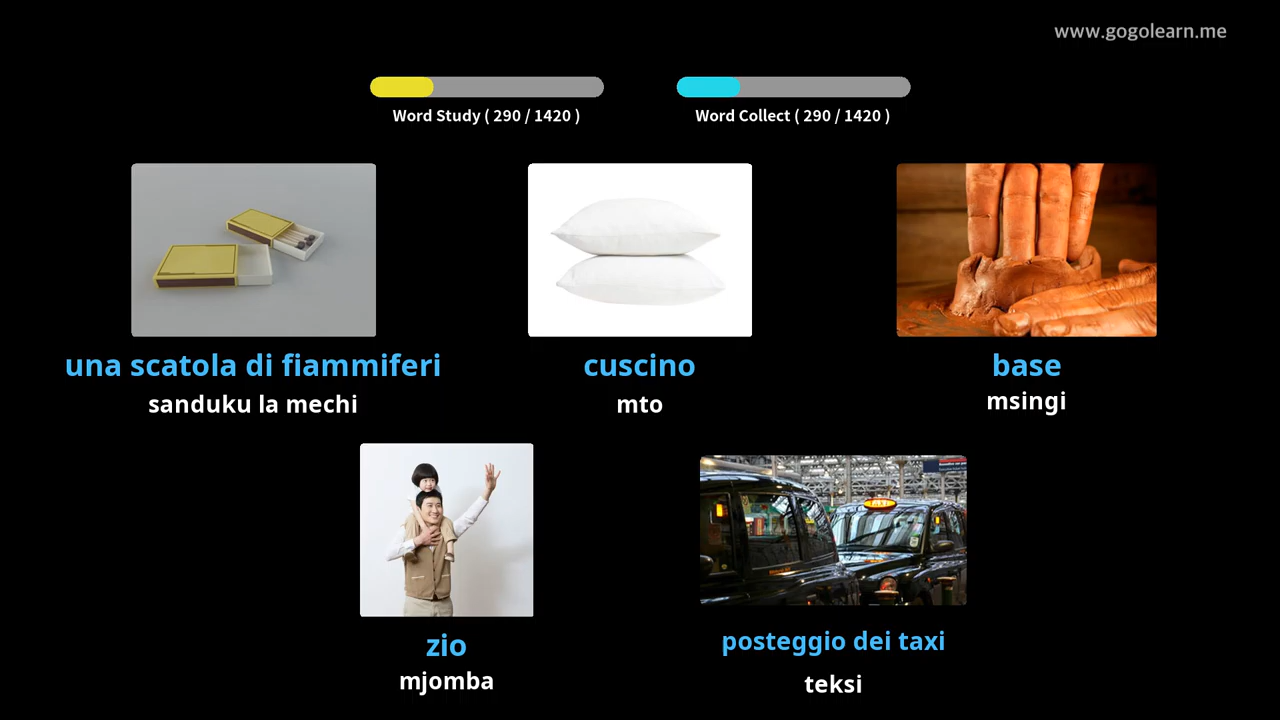 www.gogolearn.me
Word Study ( 290 / 1420 )
Word Collect ( 290 / 1420 )
una scatola di fiammiferi
sanduku la mechi
cuscino
mto
base
msingi
TAXI
zio
mjomba
posteggio dei taxi
teksi